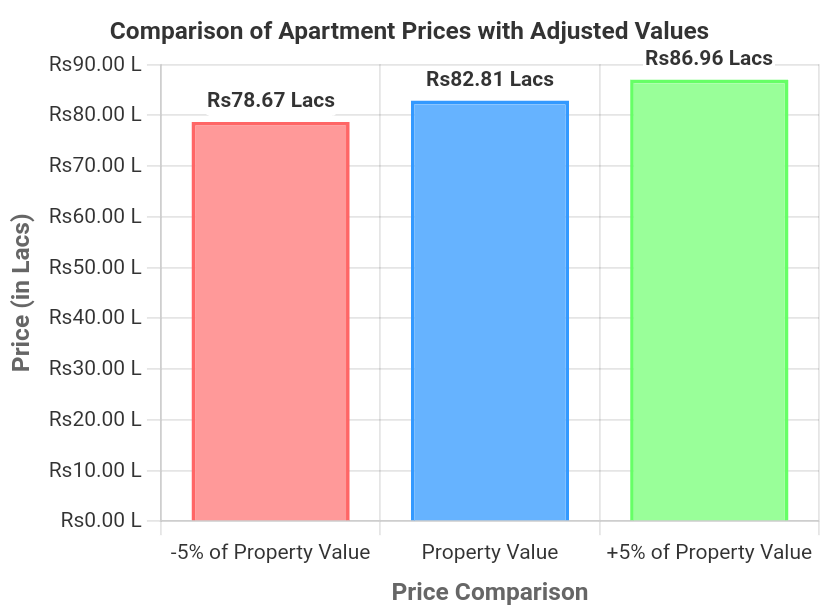 Comparison of Apartment Prices with Adjusted Values
Rs90.00 L
Rs80.00 L
Rs70.00 L
Rs60.00 L
Rs50.00 L
Rs40.00 L
Rs30.00 L
Rs20.00 L
Rs10.00 L
Rs0.00 L
Price (in Lacs)
Rs78.67 Lacs
Rs82.81 Lacs
Rs86.96 Lacs
-5% of Property Value
Property Value
+5% of Property Value
Price Comparison